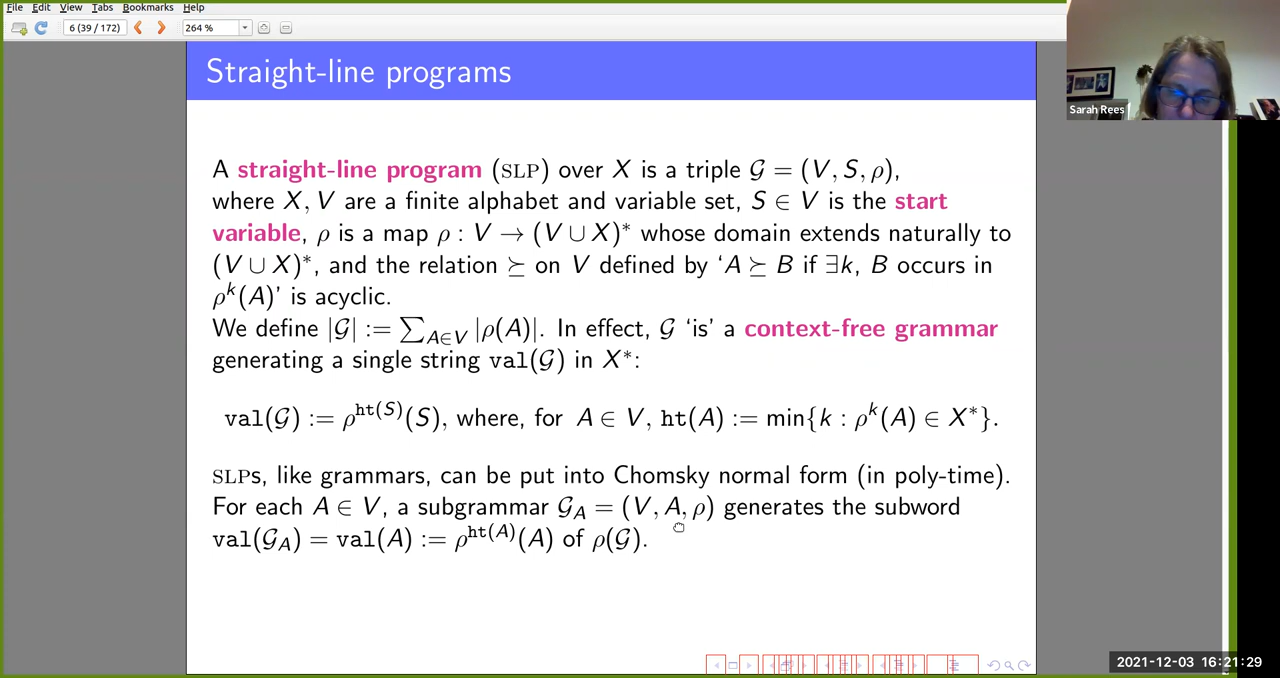 File Edit View Tabs Bookmarks Help
6 (39 / 172) 264 %
Straight-line programs
Sarah Rees
A straight-line program (SLP) over X is a triple 𝒢 = (V, S, ρ),
where X, V are a finite alphabet and variable set, S ∈ V is the start
variable, ρ is a map ρ : V → (V ∪ X)* whose domain extends naturally to
(V ∪ X)*, and the relation ⪰ on V defined by ‘A ⪰ B if ∃k, B occurs in
ρ^k(A)’ is acyclic.
We define |𝒢| := ∑_{A∈V} |ρ(A)|. In effect, 𝒢 ‘is’ a context-free grammar
generating a single string val(𝒢) in X*:
val(𝒢) := ρ^{ht(S)}(S), where, for A ∈ V, ht(A) := min{k : ρ^k(A) ∈ X*}.
SLPs, like grammars, can be put into Chomsky normal form (in poly-time).
For each A ∈ V, a subgrammar 𝒢_A = (V, A, ρ) generates the subword
val(𝒢_A) = val(A) := ρ^{ht(A)}(A) of ρ(𝒢).
2021-12-03 16:21:29